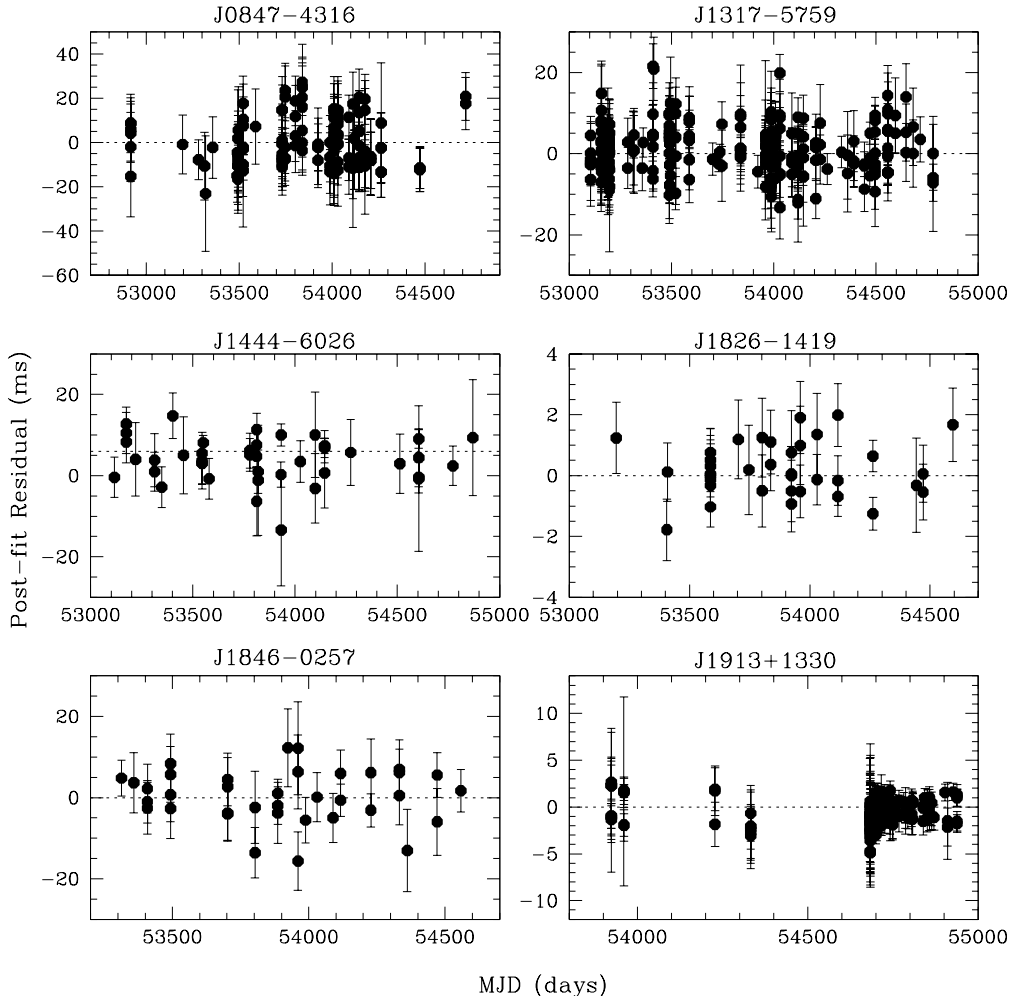 J0847−4316
J1317−5759
40
20
0
−20
−40
−60
53000 53500 54000 54500
20
0
−20
53000 53500 54000 54500 55000
J1444−6026
J1826−1419
20
0
−20
53000 53500 54000 54500 55000
4
2
0
−2
−4
53000 53500 54000 54500
Post−fit Residual (ms)
J1846−0257
J1913+1330
20
0
−20
53500 54000 54500
10
5
0
−5
−10
54000 54500 55000
MJD (days)